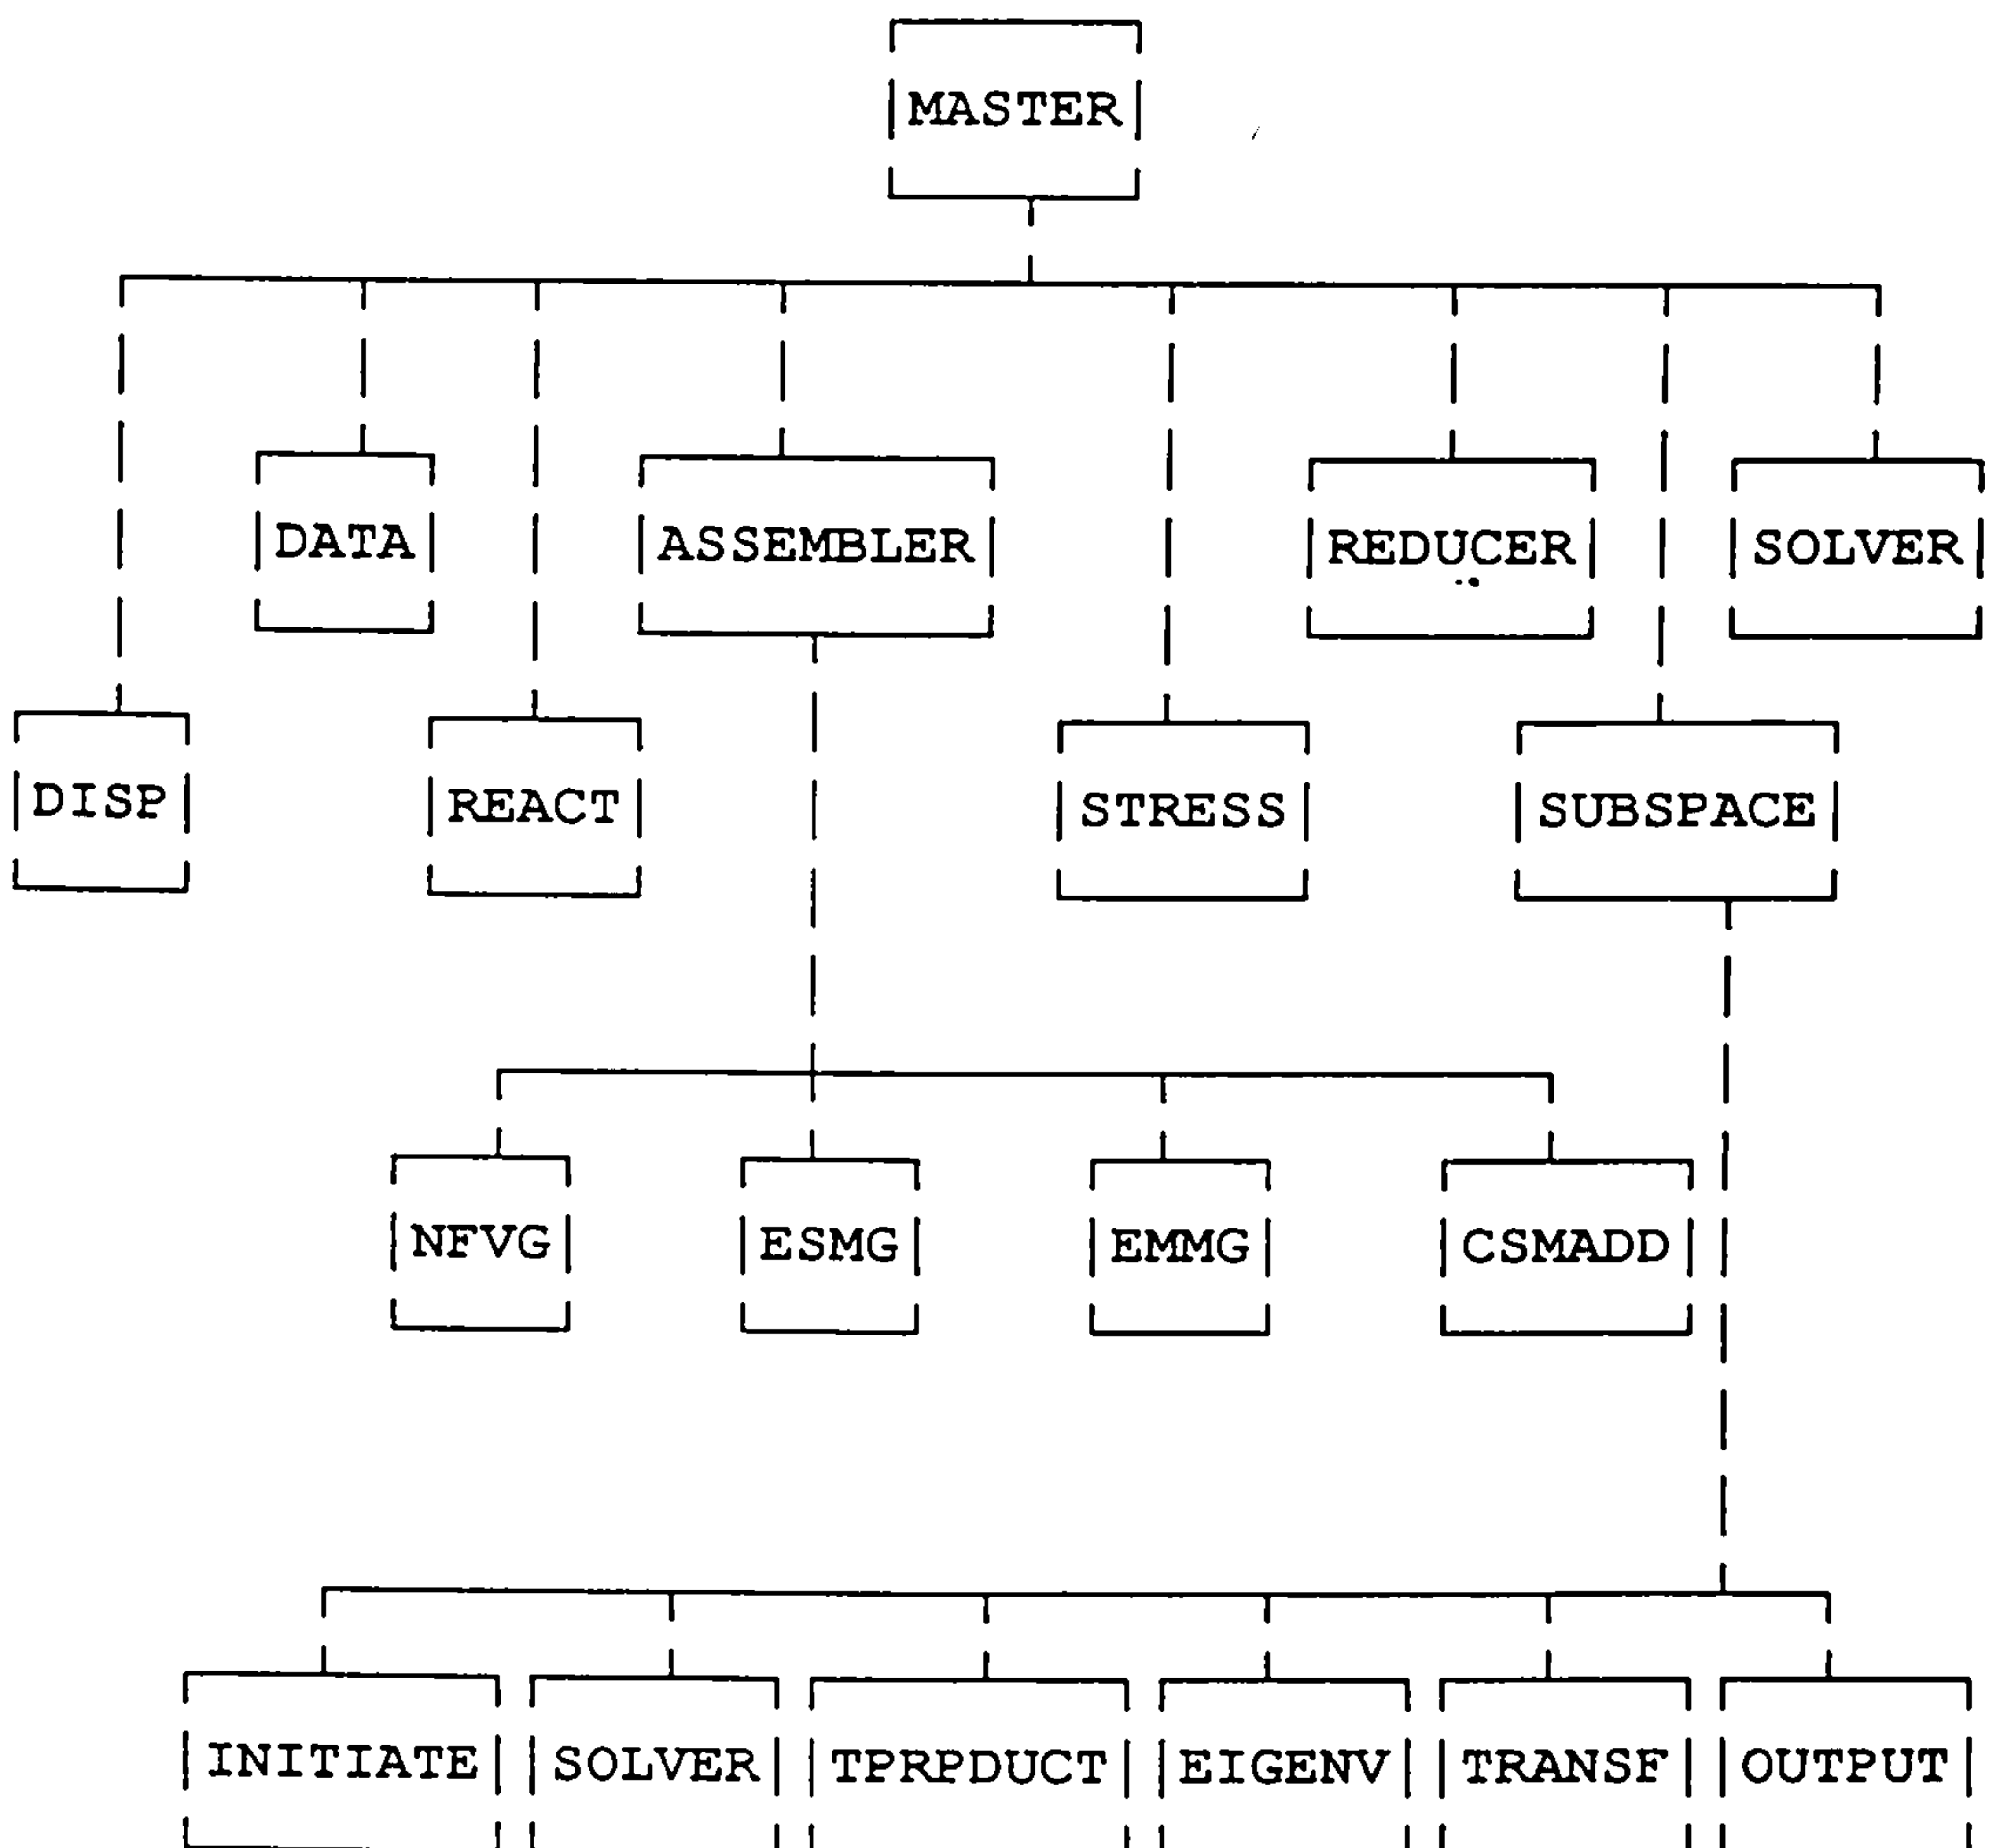 MASTER
DATA ASSEMBLER REDUCER SOLVER
DISP REACT STRESS SUBSPACE
NFVG ESMG EMMG CSMADD
INITIATE SOLVER TPRPDUCT EIGENV TRANSF OUTPUT